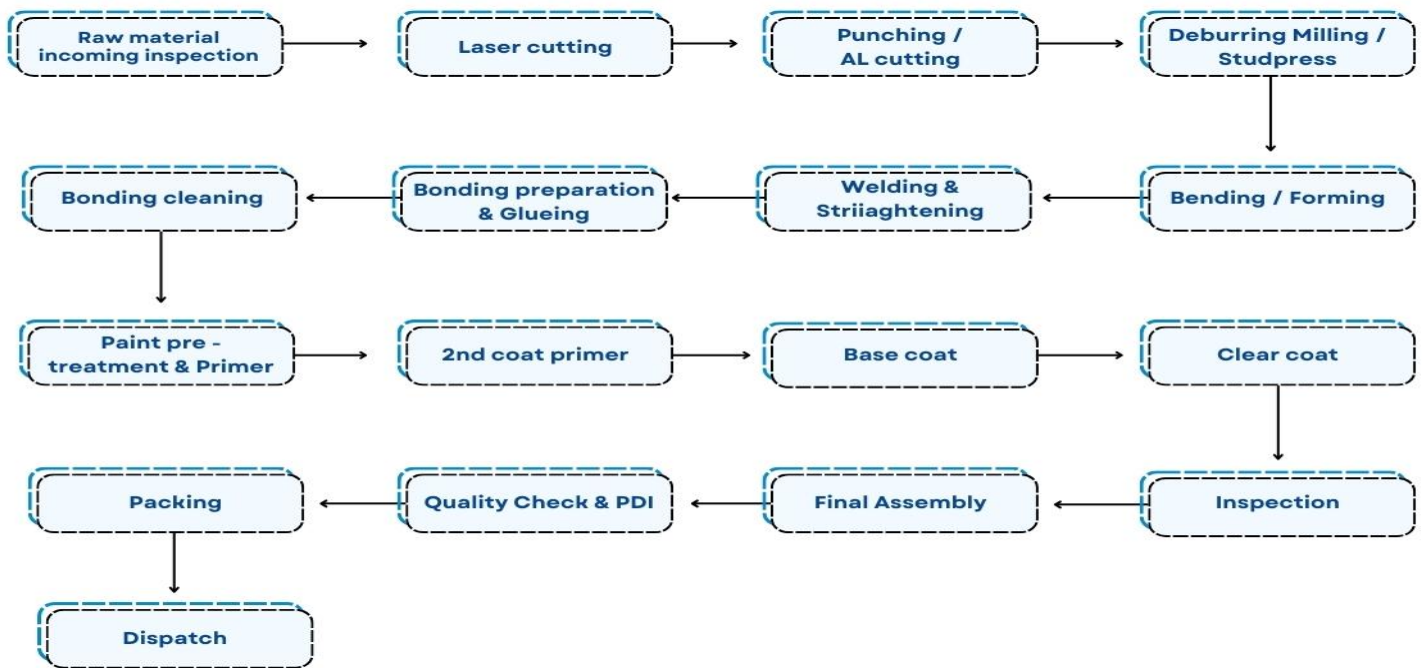 Raw material
incoming inspection
Laser cutting
Punching /
AL cutting
Deburring Milling /
Studpress
Bending / Forming
Welding &
Striiaghtening
Bonding preparation
& Glueing
Bonding cleaning
Paint pre -
treatment & Primer
2nd coat primer
Base coat
Clear coat
Inspection
Final Assembly
Quality Check & PDI
Packing
Dispatch